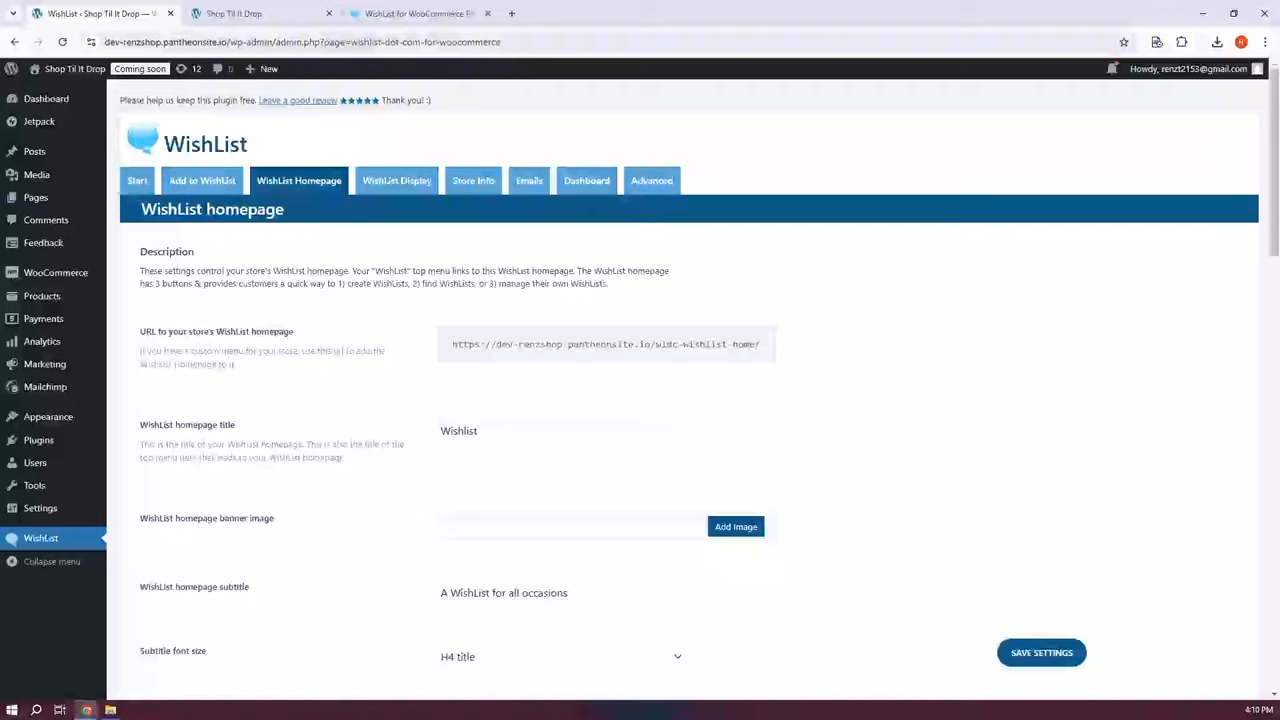 WishList ‹ Shop Til It Drop — W
Shop Til It Drop
WishList for WooCommerce Pl
dev-renzshop.pantheonsite.io/wp-admin/admin.php?page=wishlist-dot-com-for-woocommerce
Shop Til It Drop
Coming soon
12
0
New
Howdy, renzt2153@gmail.com
Dashboard
Jetpack
Posts
Media
Pages
Comments
Feedback
WooCommerce
Products
Payments
Analytics
Marketing
Mailchimp
Appearance
Plugins
Users
Tools
Settings
WishList
Collapse menu
Please help us keep this plugin free. Leave a good review ★★★★★ Thank you! :)
WishList
Start
Add to WishList
WishList Homepage
WishList Display
Store Info
Emails
Dashboard
Advanced
WishList homepage
Description
These settings control your store's WishList homepage. Your "WishList" top menu links to this WishList homepage. The WishList homepage
has 3 buttons & provides customers a quick way to 1) create WishLists, 2) find WishLists, or 3) manage their own WishLists.
URL to your store's WishList homepage
If you have a custom menu for your store, use this url to add the
WishList Homepage to it
https://dev-renzshop.pantheonsite.io/wldc-wishlist-home/
WishList homepage title
This is the title of your WishList homepage. This is also the title of the
top menu item that leads to your WishList homepage.
Wishlist
WishList homepage banner image
Add Image
WishList homepage subtitle
A WishList for all occasions
Subtitle font size
H4 title
SAVE SETTINGS
4:10 PM